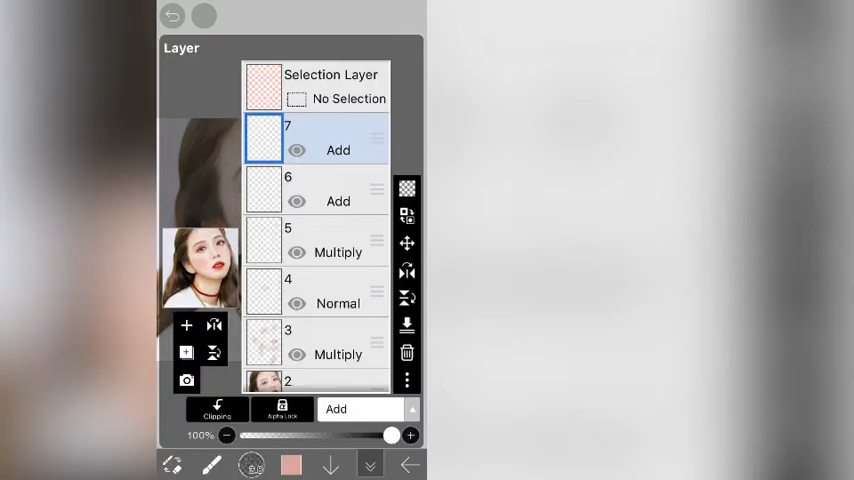 Layer
Selection Layer
No Selection
7
Add
6
Add
5
Multiply
4
Normal
3
Multiply
2
Clipping
Alpha Lock
Add
100%